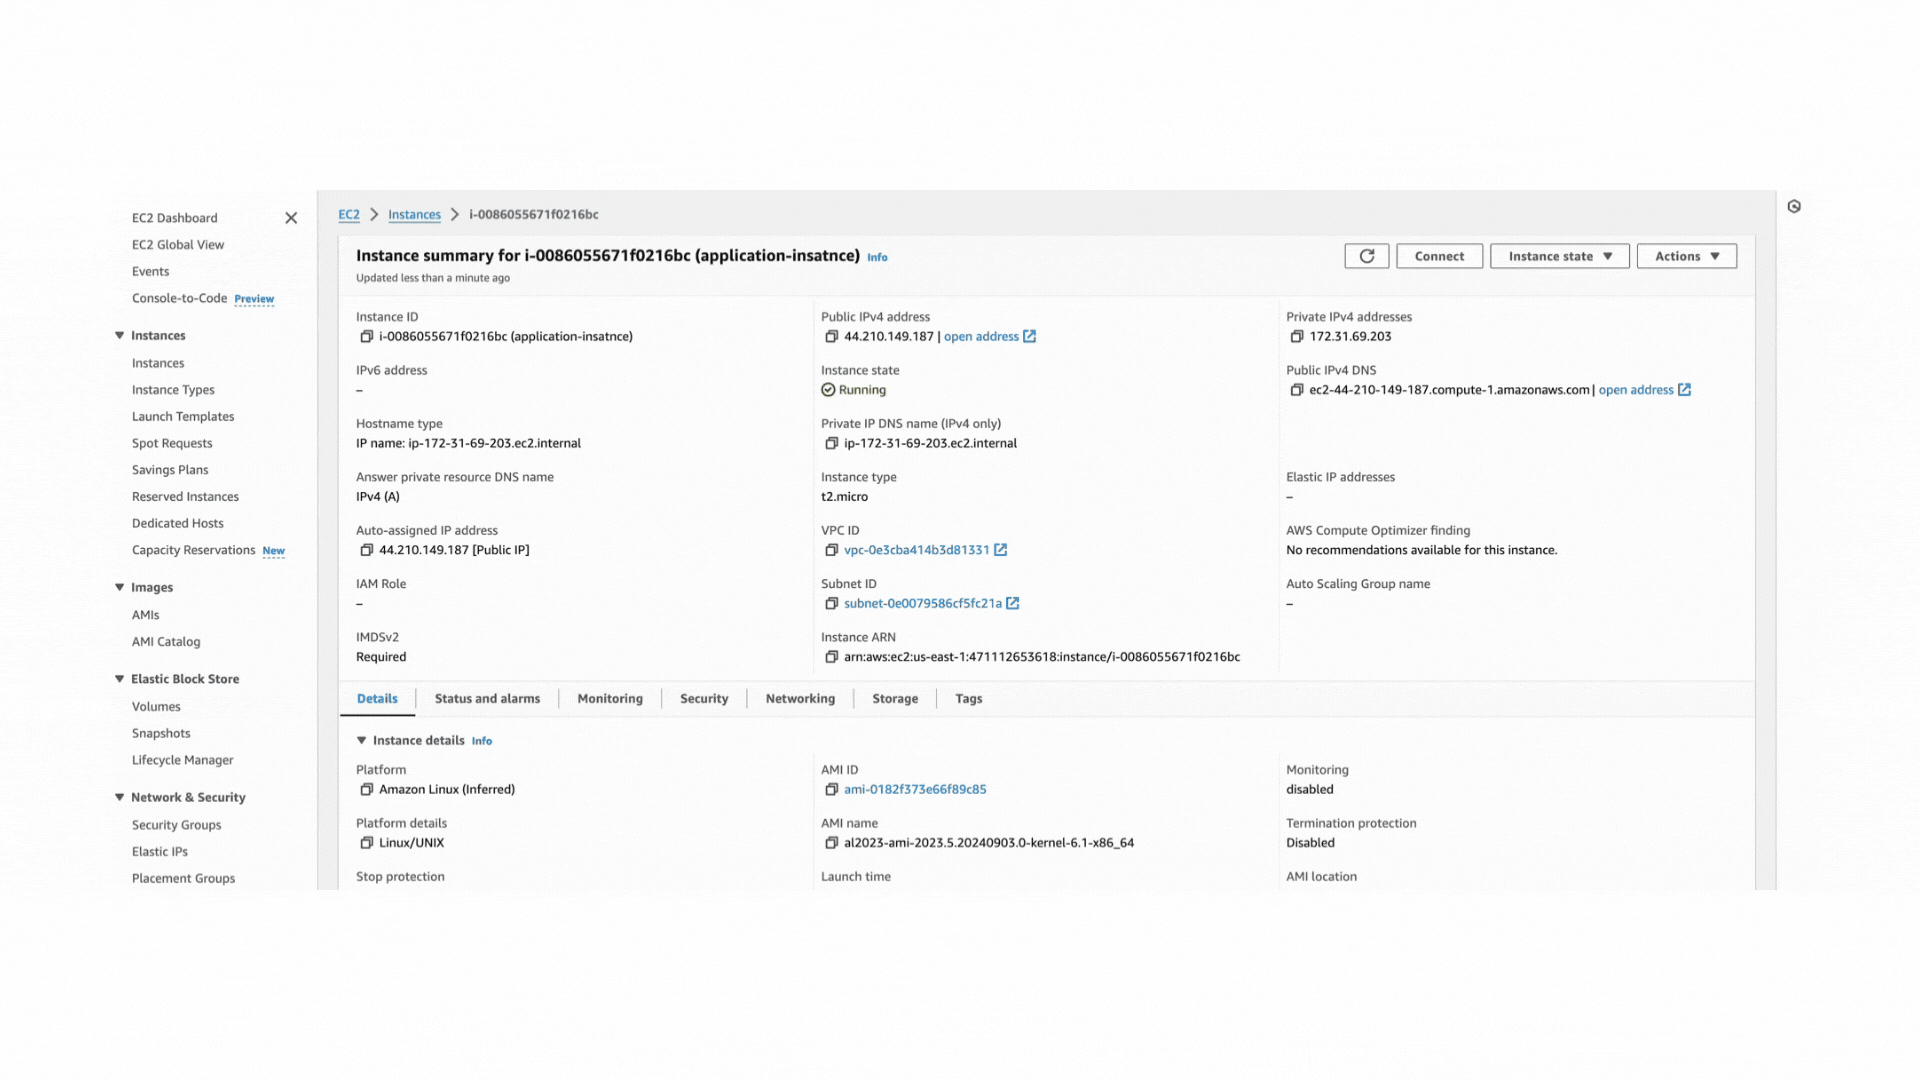 EC2 Dashboard
EC2 Global View
Events
Console-to-Code Preview
Instances
Instances
Instance Types
Launch Templates
Spot Requests
Savings Plans
Reserved Instances
Dedicated Hosts
Capacity Reservations New
Images
AMIs
AMI Catalog
Elastic Block Store
Volumes
Snapshots
Lifecycle Manager
Network & Security
Security Groups
Elastic IPs
Placement Groups
EC2 > Instances > i-0086055671f0216bc
Instance summary for i-0086055671f0216bc (application-insatnce) Info
Updated less than a minute ago
Connect
Instance state
Actions
Instance ID
i-0086055671f0216bc (application-insatnce)
Public IPv4 address
44.210.149.187 | open address
Private IPv4 addresses
172.31.69.203
IPv6 address
–
Instance state
Running
Public IPv4 DNS
ec2-44-210-149-187.compute-1.amazonaws.com | open address
Hostname type
IP name: ip-172-31-69-203.ec2.internal
Private IP DNS name (IPv4 only)
ip-172-31-69-203.ec2.internal
Answer private resource DNS name
IPv4 (A)
Instance type
t2.micro
Elastic IP addresses
–
Auto-assigned IP address
44.210.149.187 [Public IP]
VPC ID
vpc-0e3cba414b3d81331
AWS Compute Optimizer finding
No recommendations available for this instance.
IAM Role
–
Subnet ID
subnet-0e0079586cf5fc21a
Auto Scaling Group name
–
IMDSv2
Required
Instance ARN
arn:aws:ec2:us-east-1:471112653618:instance/i-0086055671f0216bc
Details
Status and alarms
Monitoring
Security
Networking
Storage
Tags
Instance details Info
Platform
Amazon Linux (Inferred)
AMI ID
ami-0182f373e66f89c85
Monitoring
disabled
Platform details
Linux/UNIX
AMI name
al2023-ami-2023.5.20240903.0-kernel-6.1-x86_64
Termination protection
Disabled
Stop protection
Launch time
AMI location